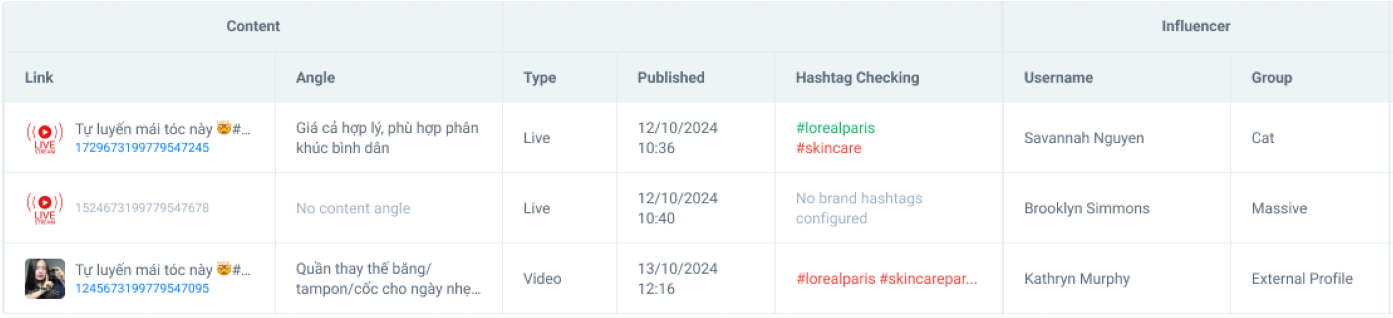 Content
Influencer
Link
Angle
Type
Published
Hashtag Checking
Username
Group
LIVE
STREAM
Tự luyến mái tóc này 🤯#...
1729673199779547245
Giá cả hợp lý, phù hợp phân
khúc bình dân
Live
12/10/2024
10:36
#lorealparis
#skincare
Savannah Nguyen
Cat
LIVE
STREAM
1524673199779547678
No content angle
Live
12/10/2024
10:40
No brand hashtags
configured
Brooklyn Simmons
Massive
Tự luyến mái tóc này 🤯#...
1245673199779547095
Quần thay thế băng/
tampon/cốc cho ngày nhẹ...
Video
13/10/2024
12:16
#lorealparis #skincarepar...
Kathryn Murphy
External Profile